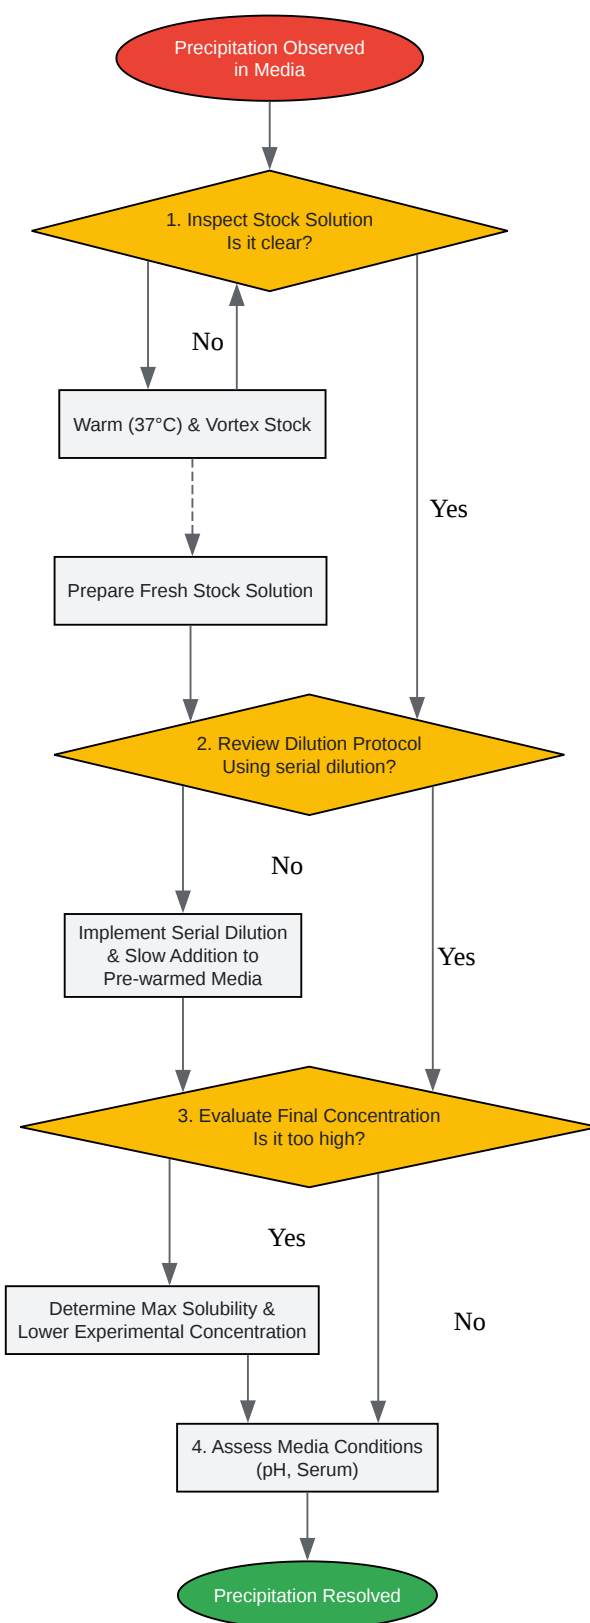 Precipitation Observed
in Media
1. Inspect Stock Solution
Is it clear?
No
Warm (37°C) & Vortex Stock
Yes
Prepare Fresh Stock Solution
2. Review Dilution Protocol
Using serial dilution?
No
Implement Serial Dilution
& Slow Addition to
Pre-warmed Media
Yes
3. Evaluate Final Concentration
Is it too high?
Yes
Determine Max Solubility &
Lower Experimental Concentration
No
4. Assess Media Conditions
(pH, Serum)
Precipitation Resolved